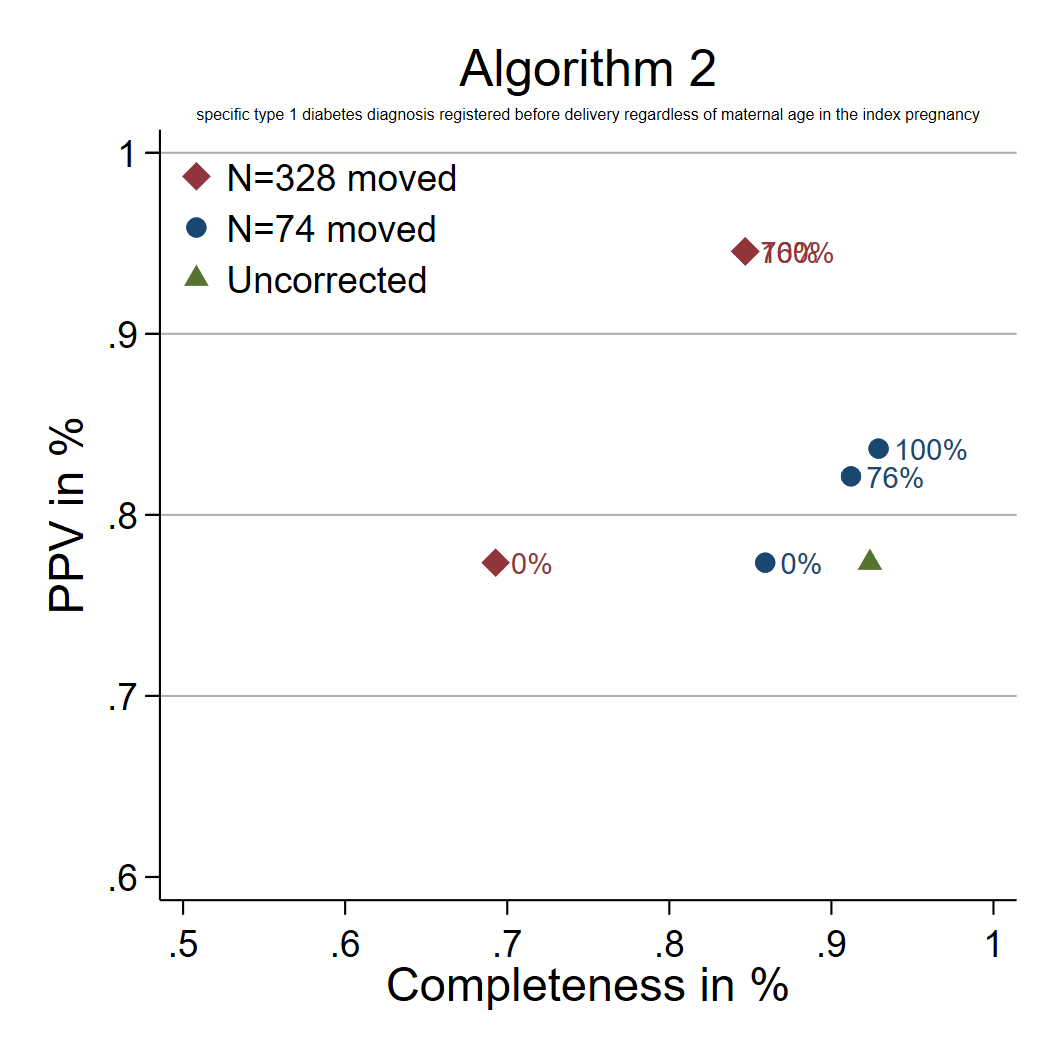 Algorithm 2
specific type 1 diabetes diagnosis registered before delivery regardless of maternal age in the index pregnancy
1
N=328 moved
N=74 moved
Uncorrected
.9
100%
76%
.8
0%
0%
.7
.6
PPV in %
.5 .6 .7 .8 .9 1
Completeness in %